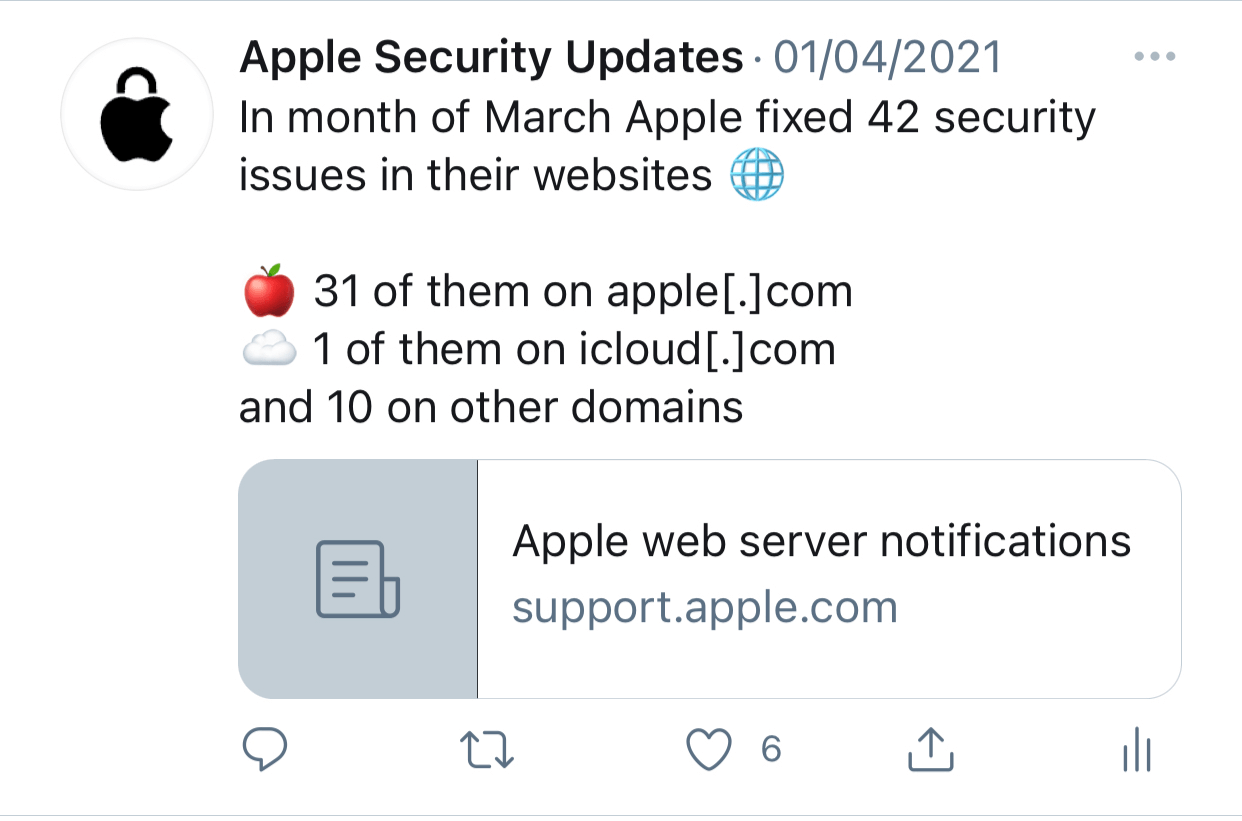 Apple Security Updates · 01/04/2021
In month of March Apple fixed 42 security
issues in their websites 🌐
🍎 31 of them on apple[.]com
☁️ 1 of them on icloud[.]com
and 10 on other domains
Apple web server notifications
support.apple.com
6